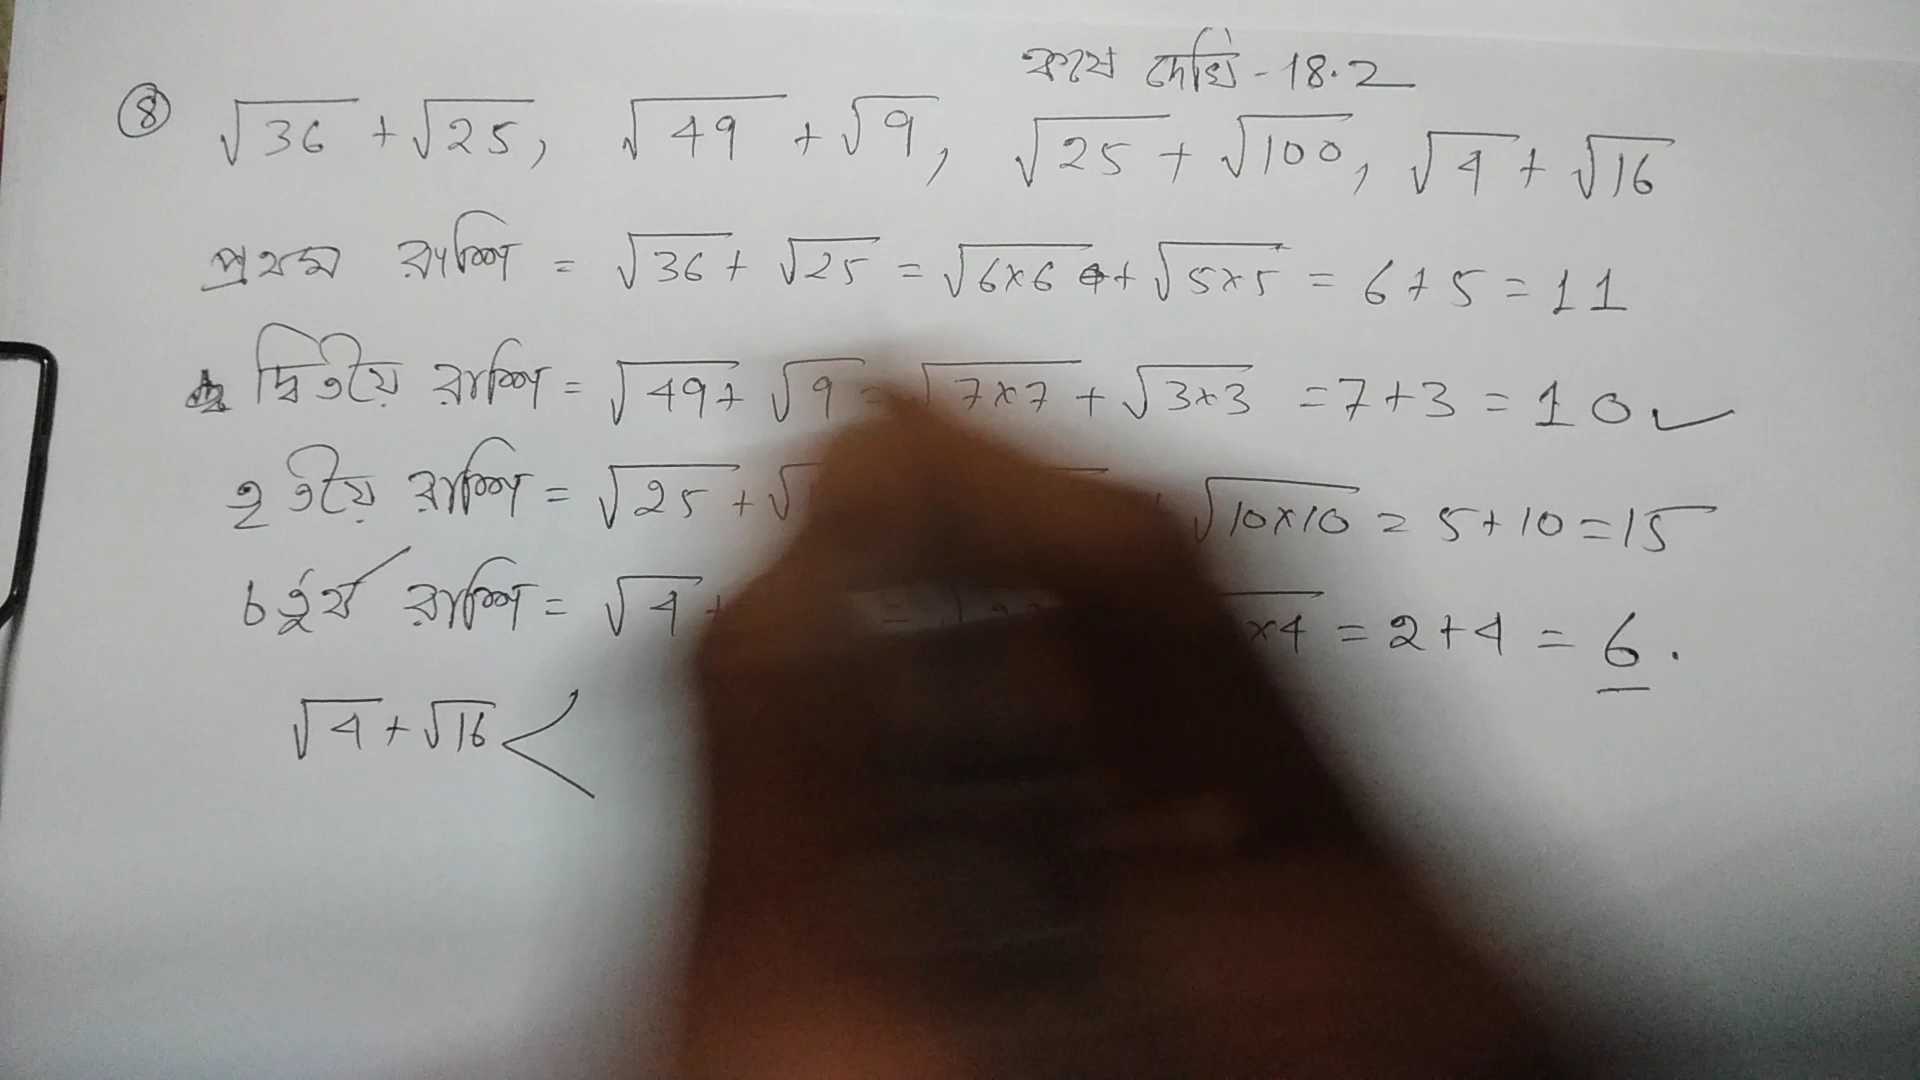 কষে দেখি - 18.2
⑧ √36 + √25, √49 + √9, √25 + √100, √4 + √16
প্রথম রাশি = √36 + √25 = √6×6 + √5×5 = 6+5 = 11
দ্বিতীয় রাশি = √49 + √9 = √7×7 + √3×3 = 7+3 = 10 ✓
তৃতীয় রাশি = √25 + √ √10×10 = 5+10 = 15
চতুর্থ রাশি = √4 + = ×4 = 2+4 = 6.
√4 + √16 <